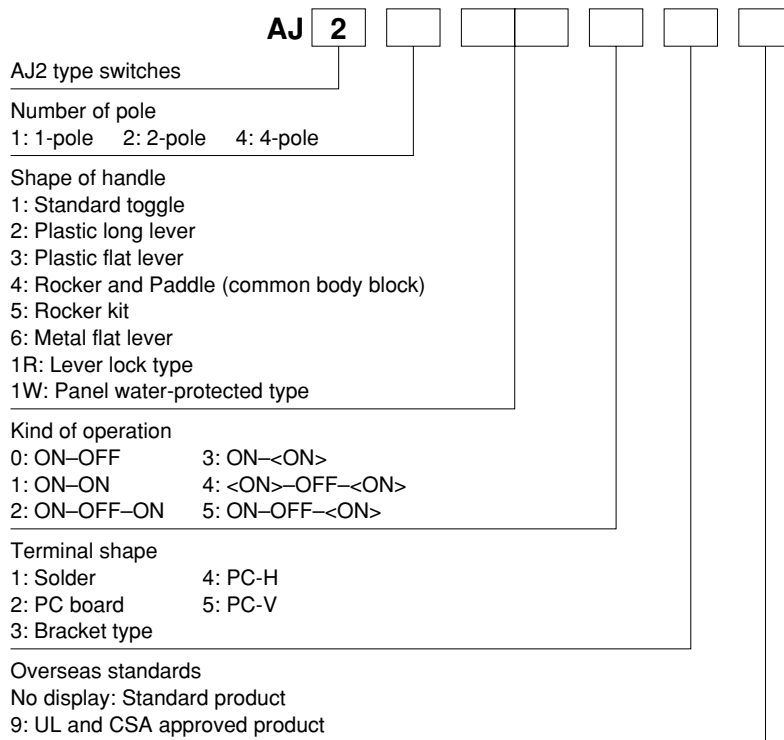 AJ 2
AJ2 type switches
Number of pole
1: 1-pole 2: 2-pole 4: 4-pole
Shape of handle
1: Standard toggle
2: Plastic long lever
3: Plastic flat lever
4: Rocker and Paddle (common body block)
5: Rocker kit
6: Metal flat lever
1R: Lever lock type
1W: Panel water-protected type
Kind of operation
0: ON–OFF 3: ON–<ON>
1: ON–ON 4: <ON>–OFF–<ON>
2: ON–OFF–ON 5: ON–OFF–<ON>
Terminal shape
1: Solder 4: PC-H
2: PC board 5: PC-V
3: Bracket type
Overseas standards
No display: Standard product
9: UL and CSA approved product